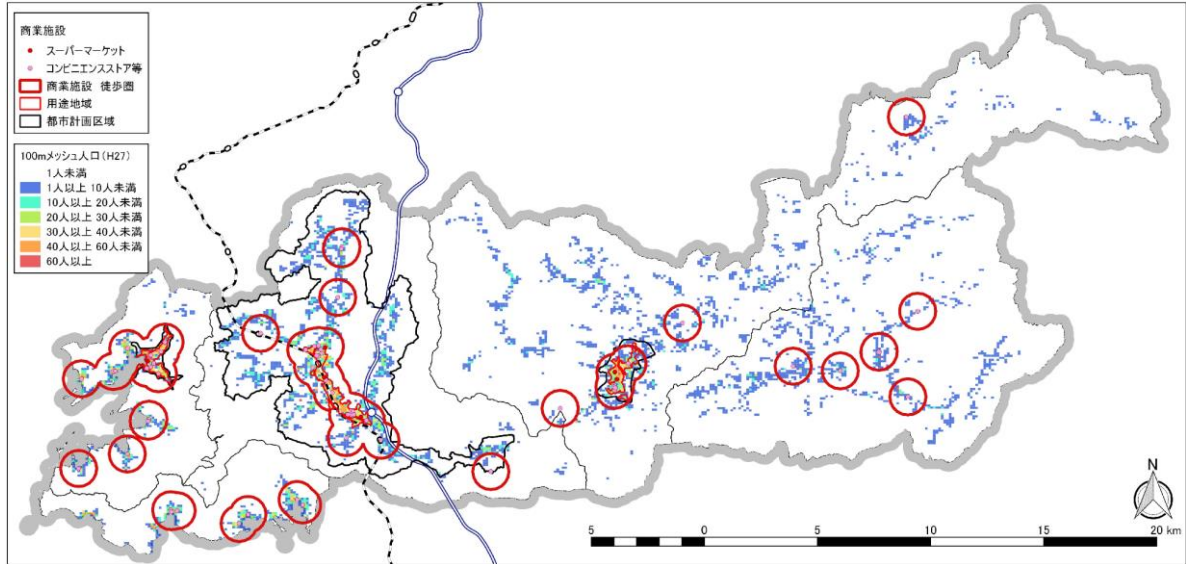 商業施設
スーパーマーケット
コンビニエンスストア等
商業施設 徒歩圏
用途地域
都市計画区域
100mメッシュ人口(H27)
1人未満
1人以上 10人未満
10人以上 20人未満
20人以上 30人未満
30人以上 40人未満
40人以上 60人未満
60人以上
N
5 0 5 10 15 20 km